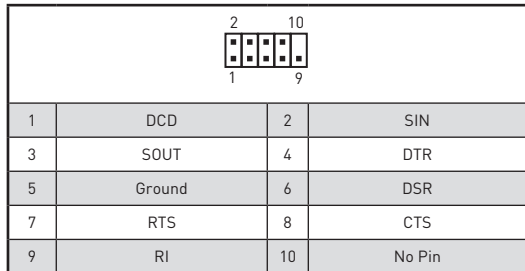 2 10
1 9
1 DCD 2 SIN
3 SOUT 4 DTR
5 Ground 6 DSR
7 RTS 8 CTS
9 RI 10 No Pin